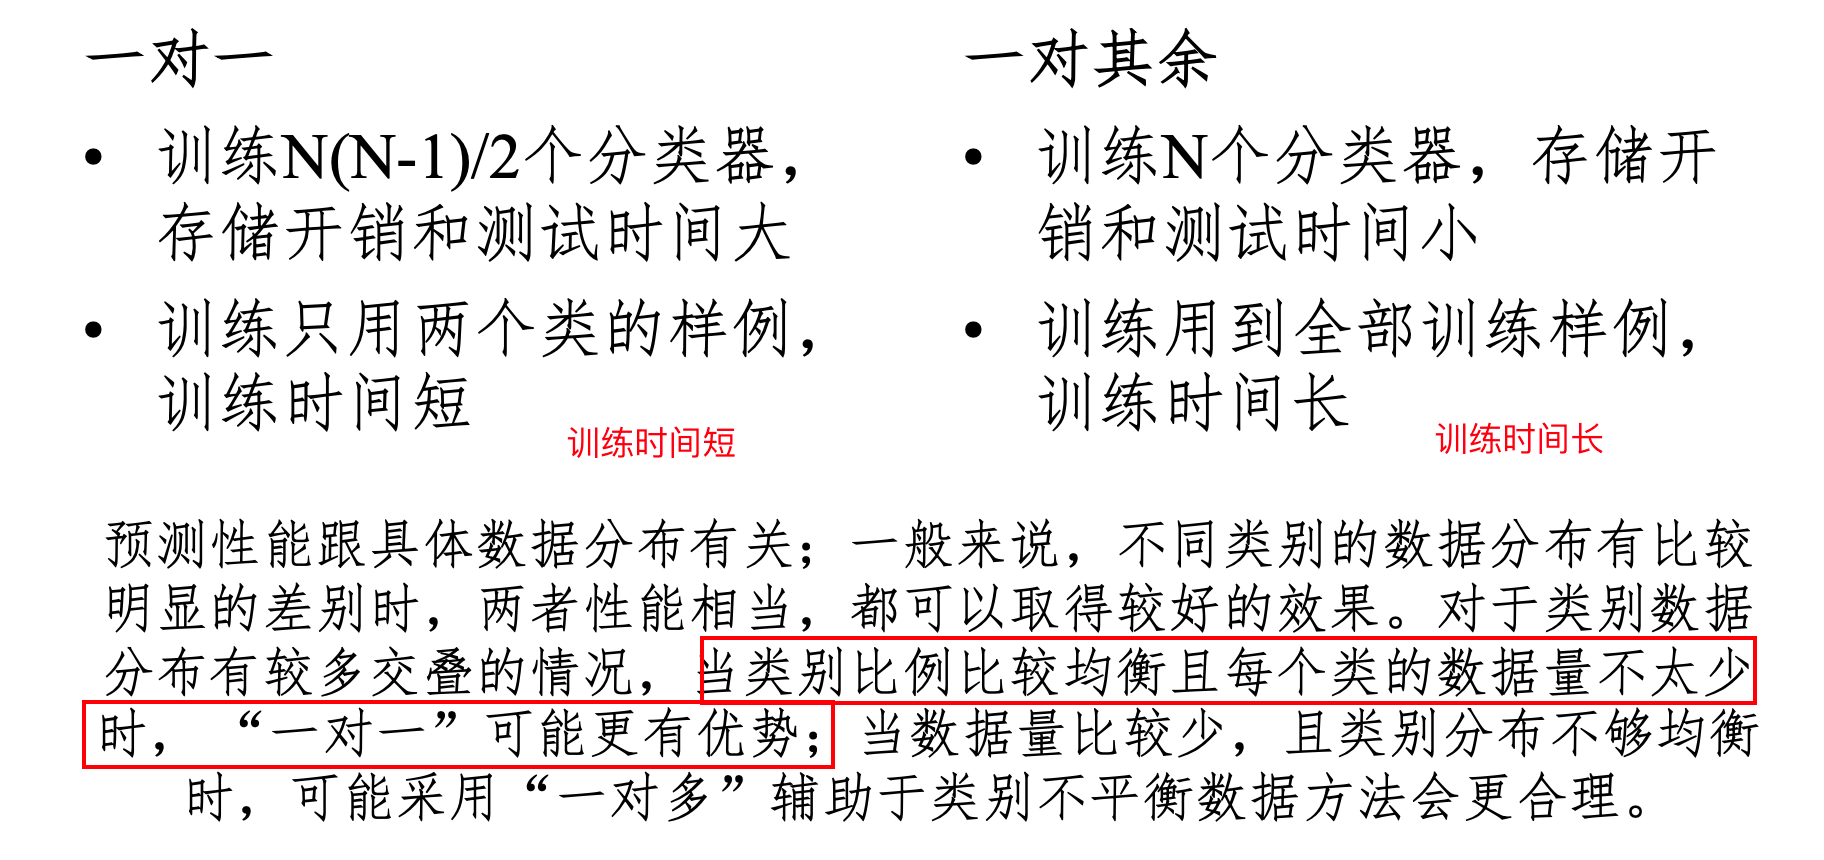 一对一
• 训练N(N-1)/2个分类器，
存储开销和测试时间大
• 训练只用两个类的样例，
训练时间短
训练时间短
一对其余
• 训练N个分类器，存储开
销和测试时间小
• 训练用到全部训练样例，
训练时间长
训练时间长
预测性能跟具体数据分布有关；一般来说，不同类别的数据分布有比较
明显的差别时，两者性能相当，都可以取得较好的效果。对于类别数据
分布有较多交叠的情况，当类别比例比较均衡且每个类的数据量不太少
时，“一对一”可能更有优势；当数据量比较少，且类别分布不够均衡
时，可能采用“一对多”辅助于类别不平衡数据方法会更合理。